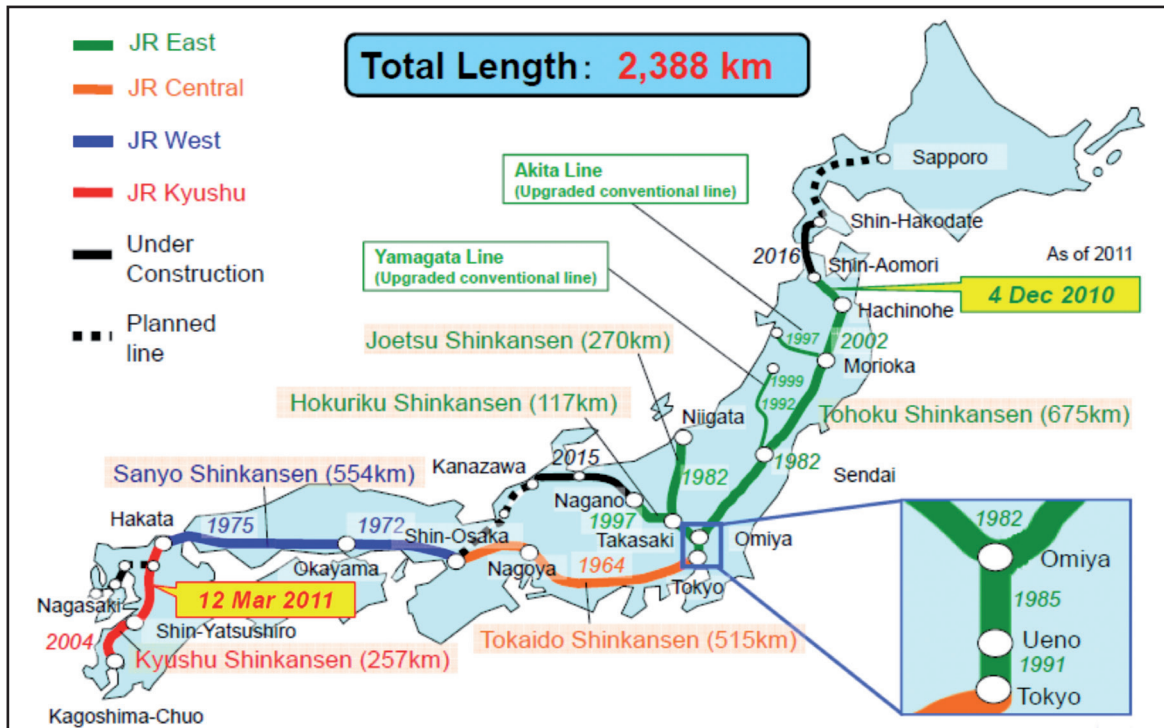 JR East
JR Central
JR West
JR Kyushu
Under
Construction
Planned
line
Total Length: 2,388 km
Akita Line
(Upgraded conventional line)
Yamagata Line
(Upgraded conventional line)
Sapporo
Shin-Hakodate
2016
Shin-Aomori
As of 2011
4 Dec 2010
Hachinohe
1997
2002
Morioka
Joetsu Shinkansen (270km)
1999
1992
Hokuriku Shinkansen (117km)
Tohoku Shinkansen (675km)
Niigata
1982
Sendai
Kanazawa
2015
1982
Sanyo Shinkansen (554km)
Nagano
1997
Takasaki
Omiya
Hakata
1975
1972
Shin-Osaka
Okayama
Nagoya
1964
Tokyo
Nagasaki
12 Mar 2011
2004
Shin-Yatsushiro
Tokaido Shinkansen (515km)
Kyushu Shinkansen (257km)
Kagoshima-Chuo
1982
Omiya
1985
Ueno
1991
Tokyo